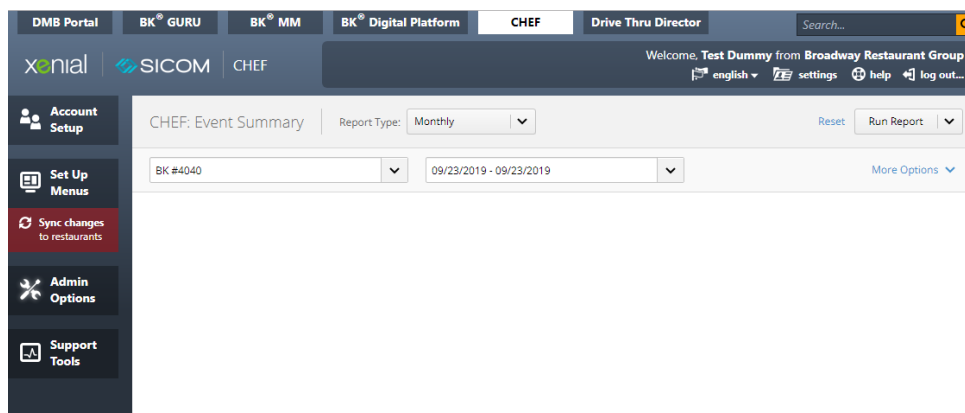 DMB Portal BK® GURU BK® MM BK® Digital Platform CHEF Drive Thru Director Search...
Welcome, Test Dummy from Broadway Restaurant Group
xenial SICOM CHEF
english settings help log out...
Account
Setup
CHEF: Event Summary Report Type: Monthly Reset Run Report
BK #4040 09/23/2019 - 09/23/2019 More Options
Set Up
Menus
Sync changes
to restaurants
Admin
Options
Support
Tools